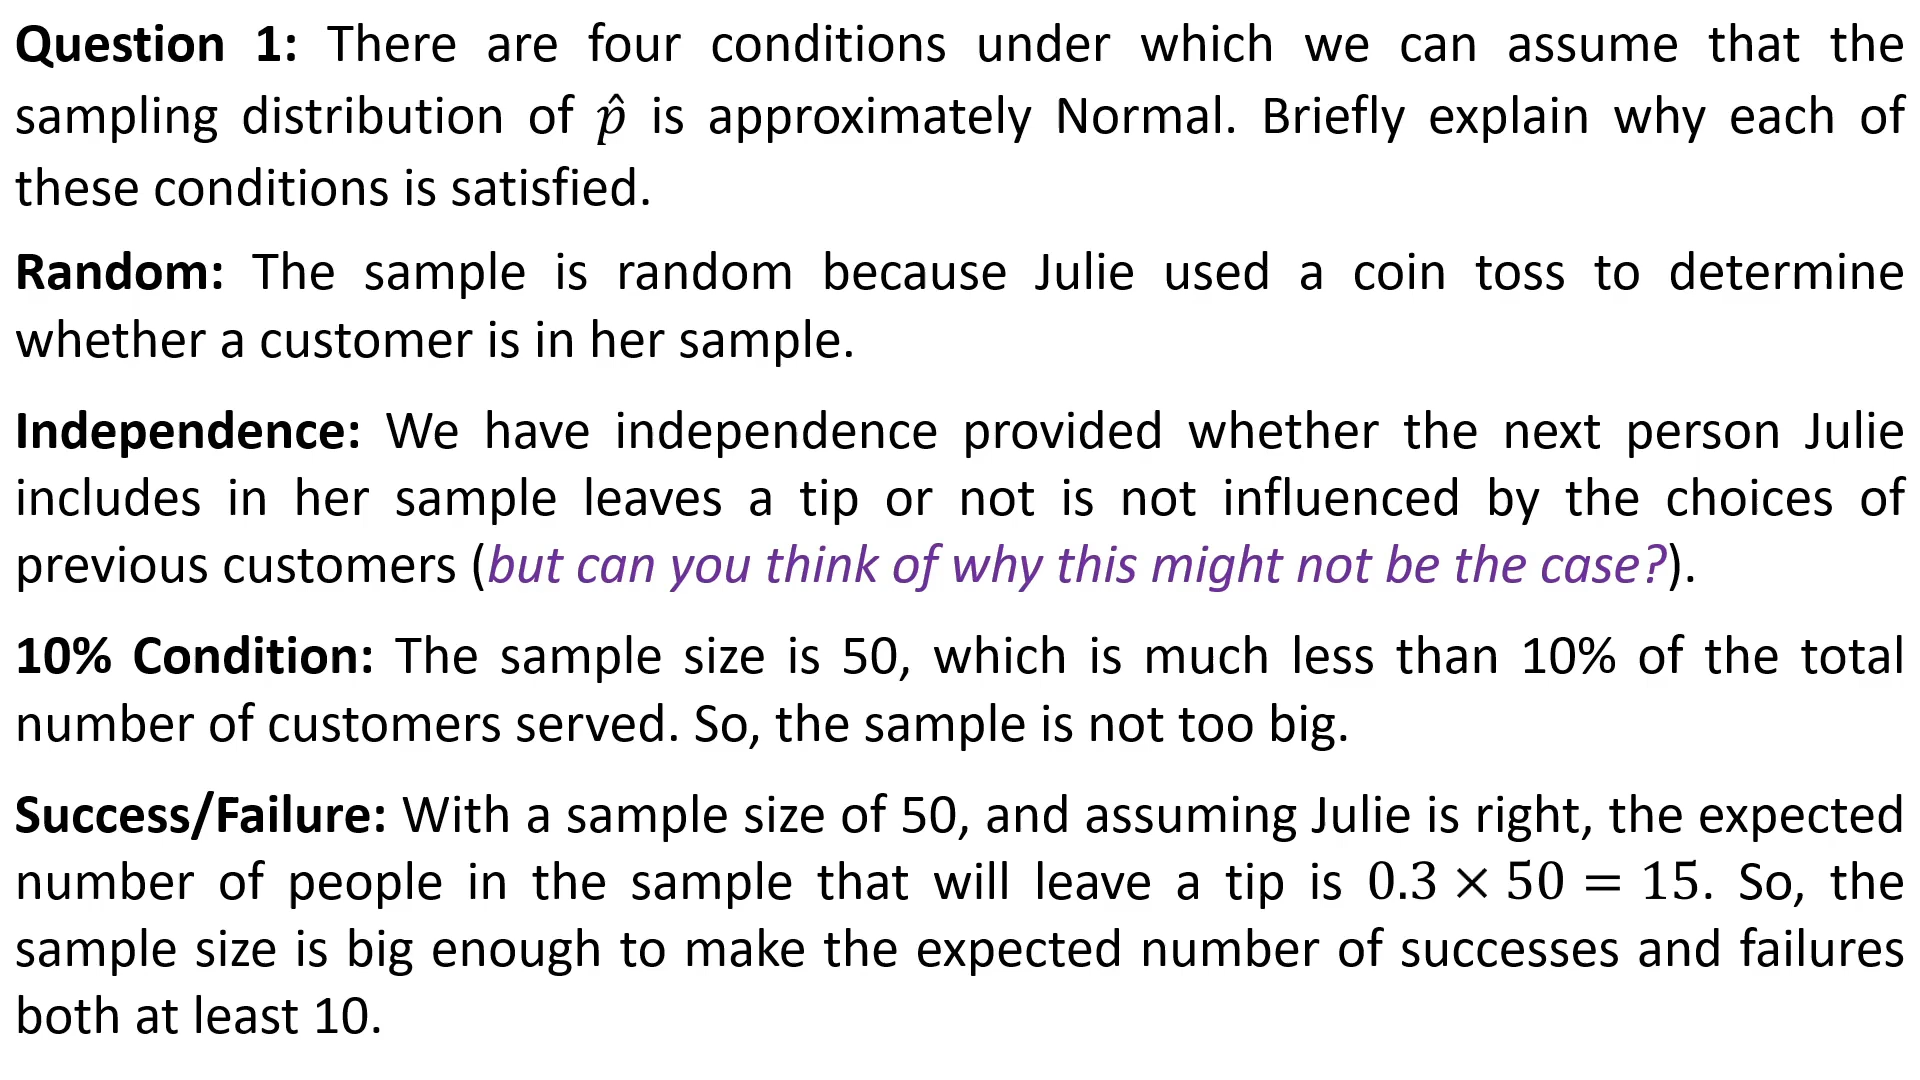 Question 1: There are four conditions under which we can assume that the
sampling distribution of p̂ is approximately Normal. Briefly explain why each of
these conditions is satisfied.
Random: The sample is random because Julie used a coin toss to determine
whether a customer is in her sample.
Independence: We have independence provided whether the next person Julie
includes in her sample leaves a tip or not is not influenced by the choices of
previous customers (but can you think of why this might not be the case?).
10% Condition: The sample size is 50, which is much less than 10% of the total
number of customers served. So, the sample is not too big.
Success/Failure: With a sample size of 50, and assuming Julie is right, the expected
number of people in the sample that will leave a tip is 0.3 × 50 = 15. So, the
sample size is big enough to make the expected number of successes and failures
both at least 10.